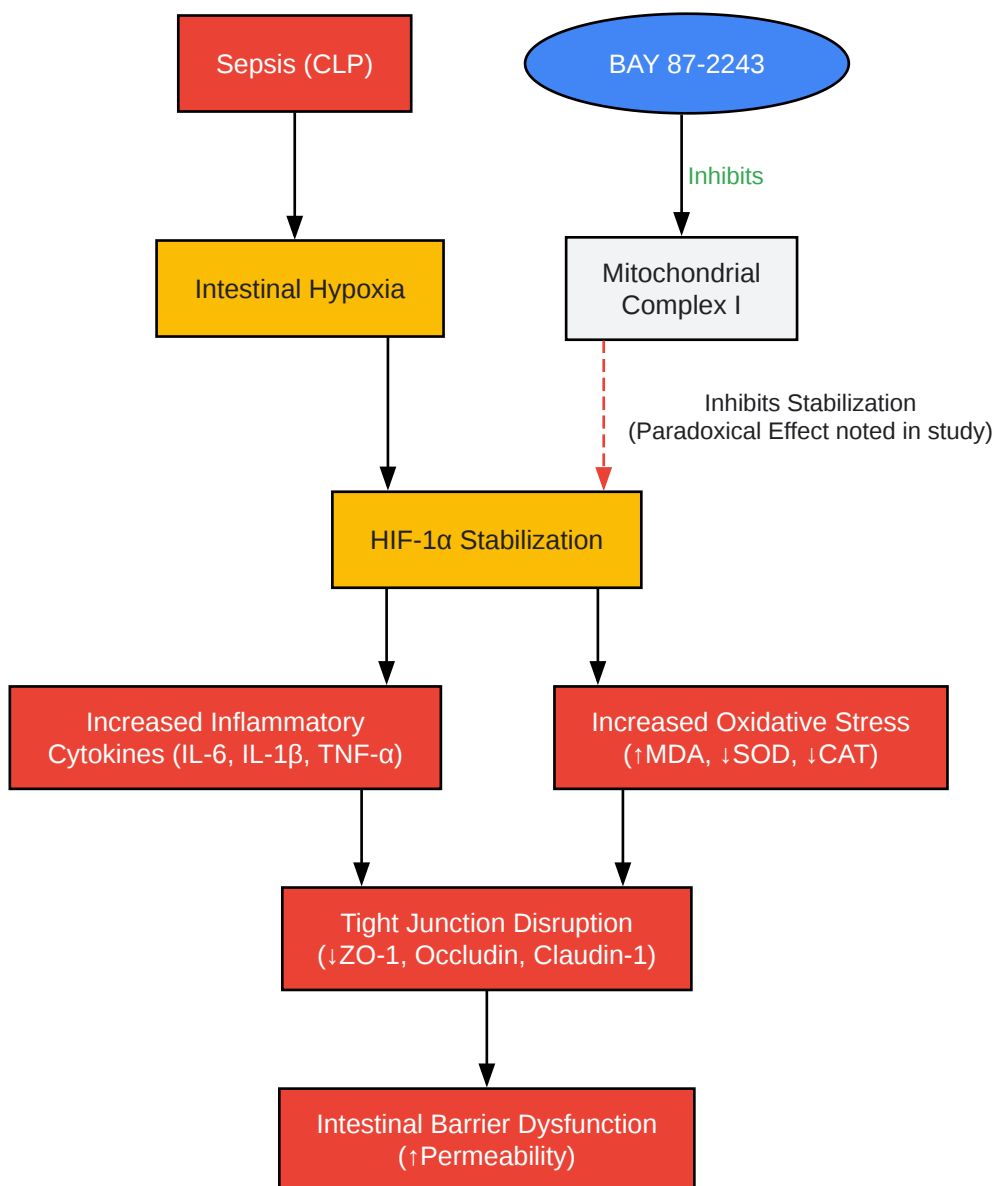 Sepsis (CLP)
BAY 87-2243
Inhibits
Intestinal Hypoxia
Mitochondrial
Complex I
Inhibits Stabilization
(Paradoxical Effect noted in study)
HIF-1α Stabilization
Increased Inflammatory
Cytokines (IL-6, IL-1β, TNF-α)
Increased Oxidative Stress
(↑MDA, ↓SOD, ↓CAT)
Tight Junction Disruption
(↓ZO-1, Occludin, Claudin-1)
Intestinal Barrier Dysfunction
(↑Permeability)